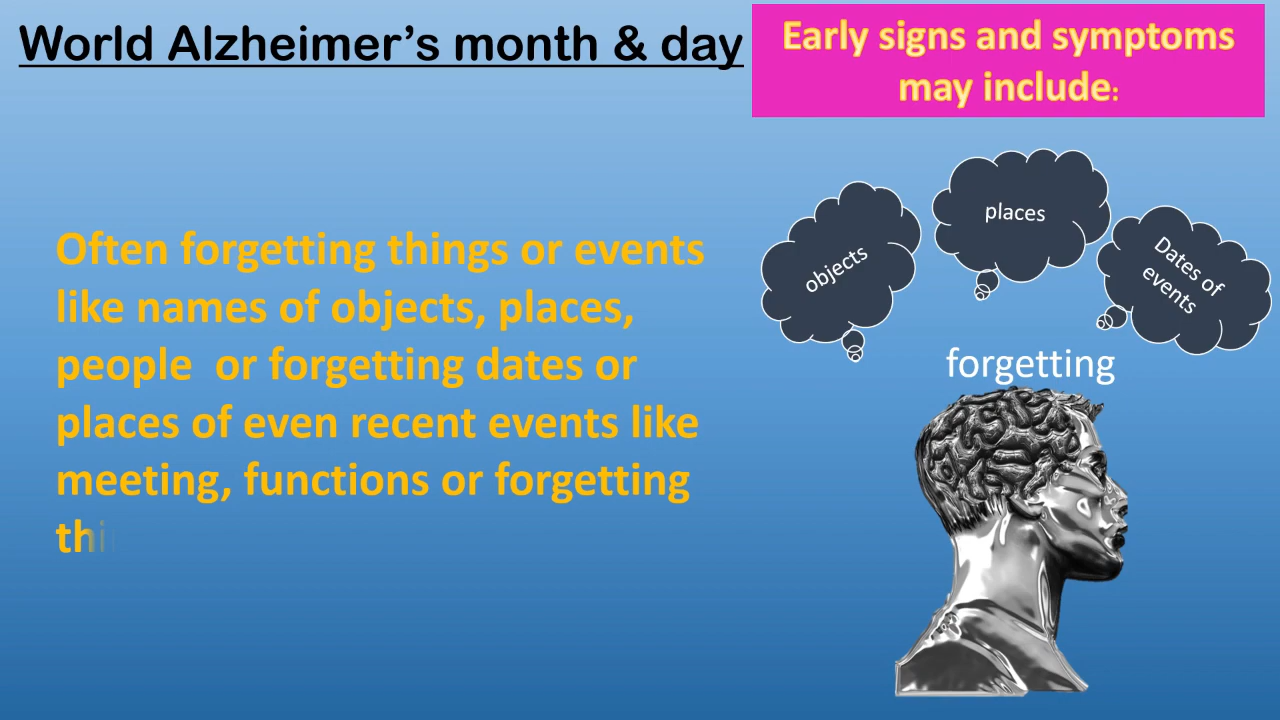 World Alzheimer’s month & day
Early signs and symptoms
may include:
Often forgetting things or events
like names of objects, places,
people  or forgetting dates or
places of even recent events like
meeting, functions or forgetting
thi
objects
places
Dates of
events
forgetting